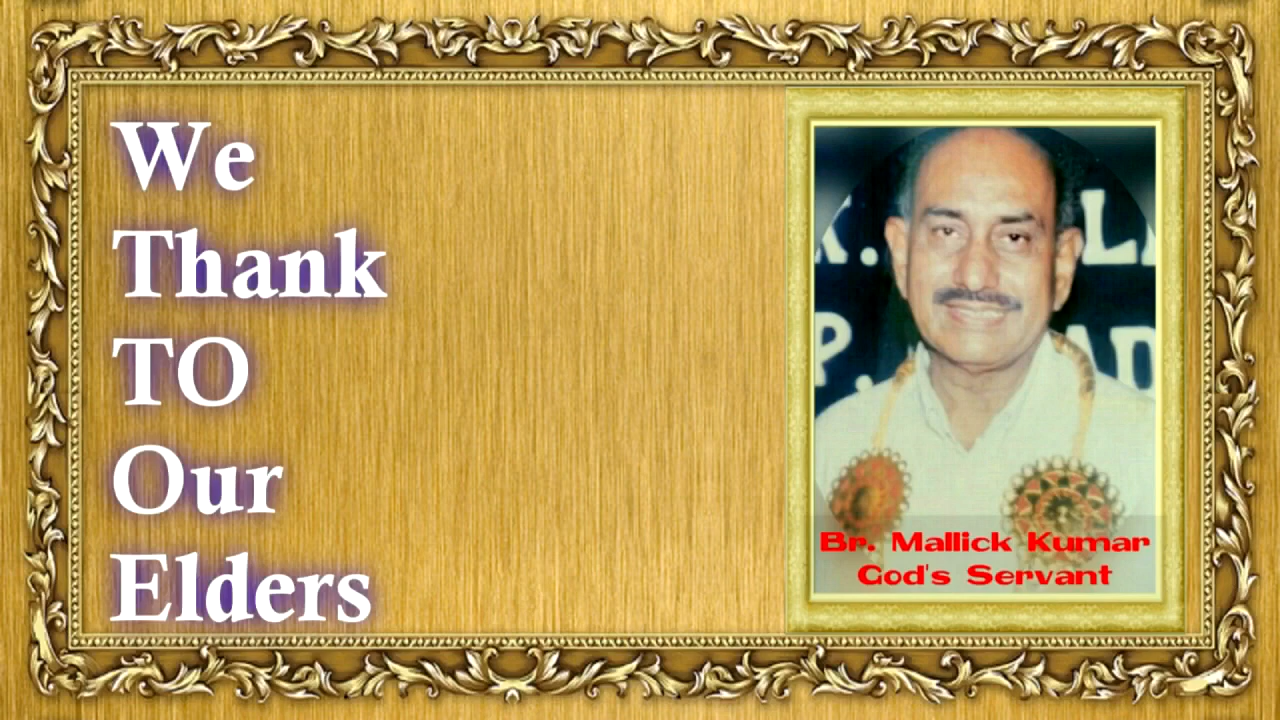 We
Thank
TO
Our
Elders
Br. Mallick Kumar
God's Servant